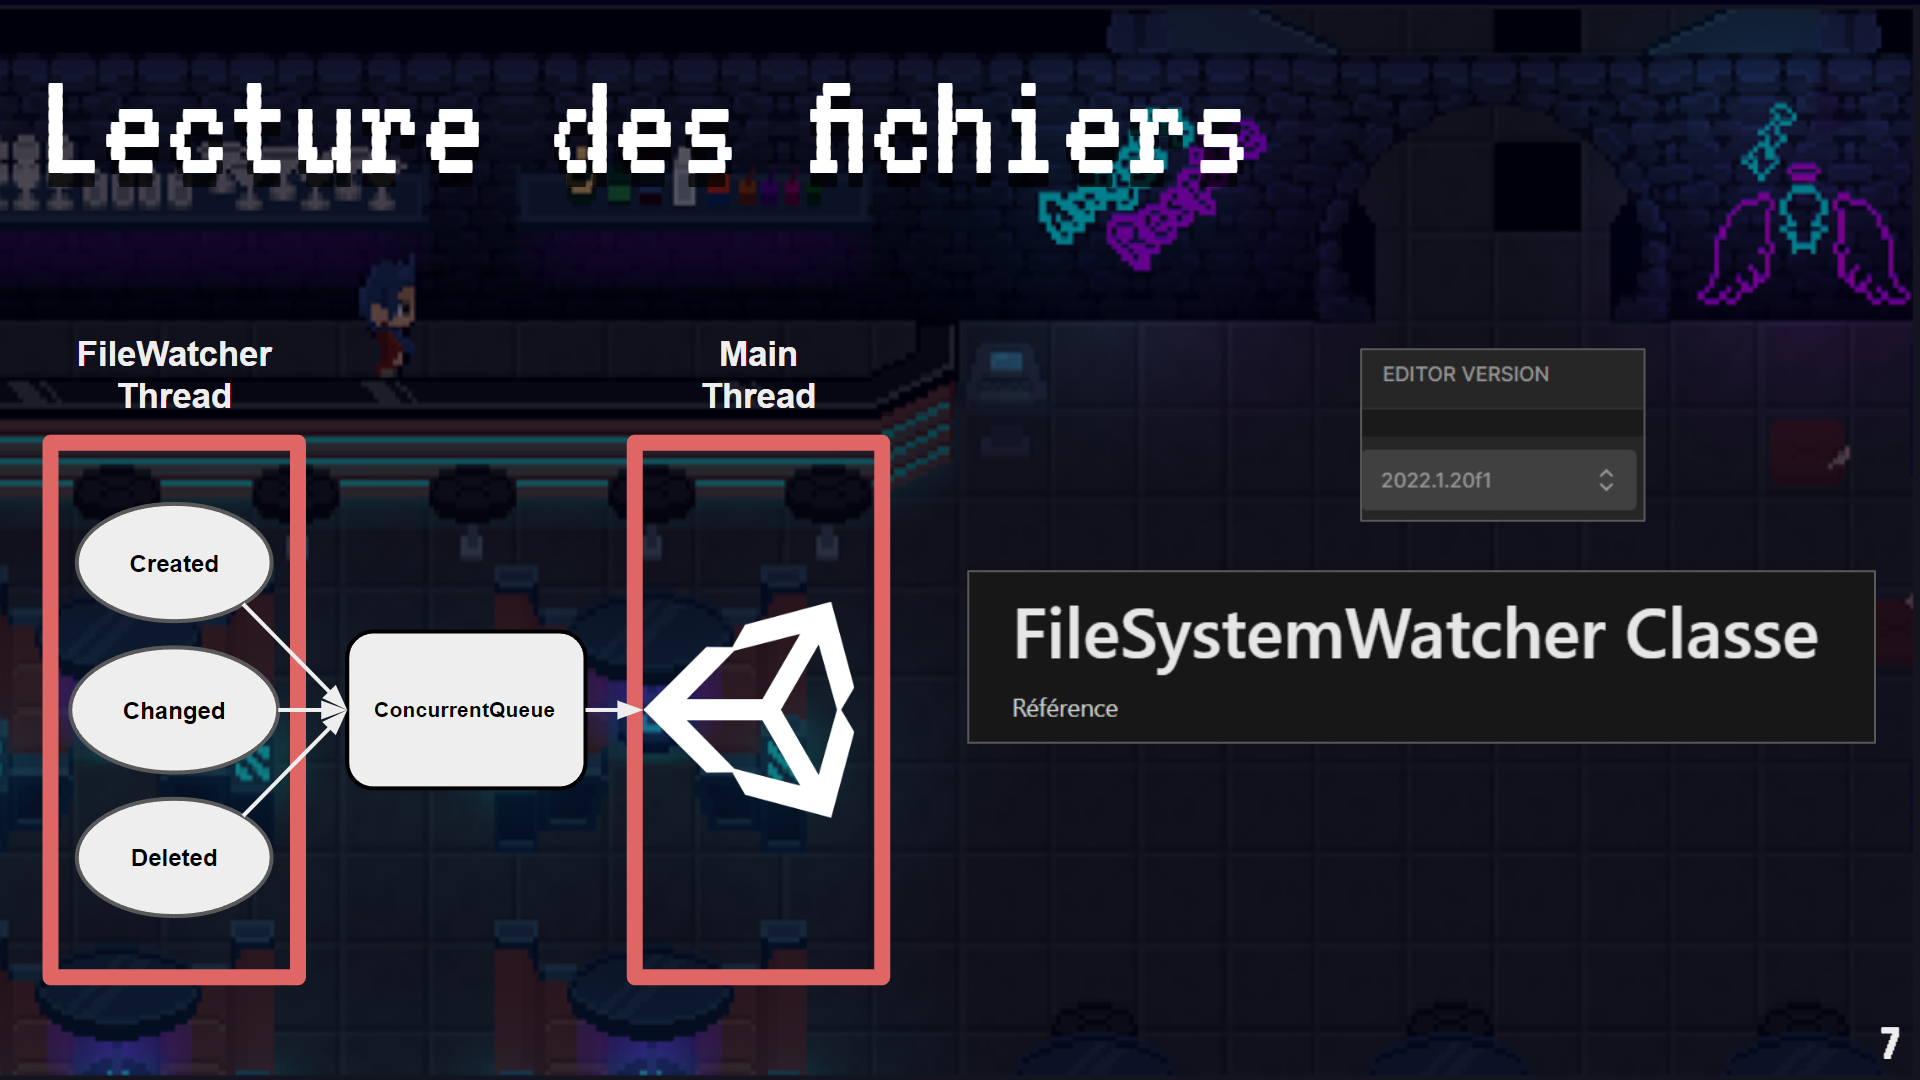 Lecture des fichiers
FileWatcher
Thread
Created
Changed
Deleted
ConcurrentQueue
Main
Thread
EDITOR VERSION
2022.1.20f1
FileSystemWatcher Classe
Référence
7